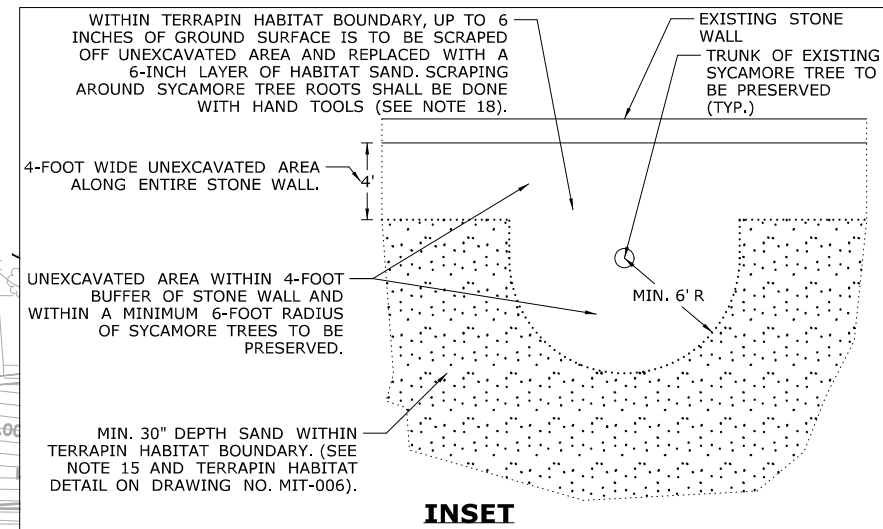 WITHIN TERRAPIN HABITAT BOUNDARY, UP TO 6
INCHES OF GROUND SURFACE IS TO BE SCRAPED
OFF UNEXCAVATED AREA AND REPLACED WITH A
6-INCH LAYER OF HABITAT SAND. SCRAPING
AROUND SYCAMORE TREE ROOTS SHALL BE DONE
WITH HAND TOOLS (SEE NOTE 18).
EXISTING STONE
WALL
TRUNK OF EXISTING
SYCAMORE TREE TO
BE PRESERVED
(TYP.)
4-FOOT WIDE UNEXCAVATED AREA
ALONG ENTIRE STONE WALL.
4'
UNEXCAVATED AREA WITHIN 4-FOOT
BUFFER OF STONE WALL AND
WITHIN A MINIMUM 6-FOOT RADIUS
OF SYCAMORE TREES TO BE
PRESERVED.
MIN. 6' R
MIN. 30" DEPTH SAND WITHIN
TERRAPIN HABITAT BOUNDARY. (SEE
NOTE 15 AND TERRAPIN HABITAT
DETAIL ON DRAWING NO. MIT-006).
INSET